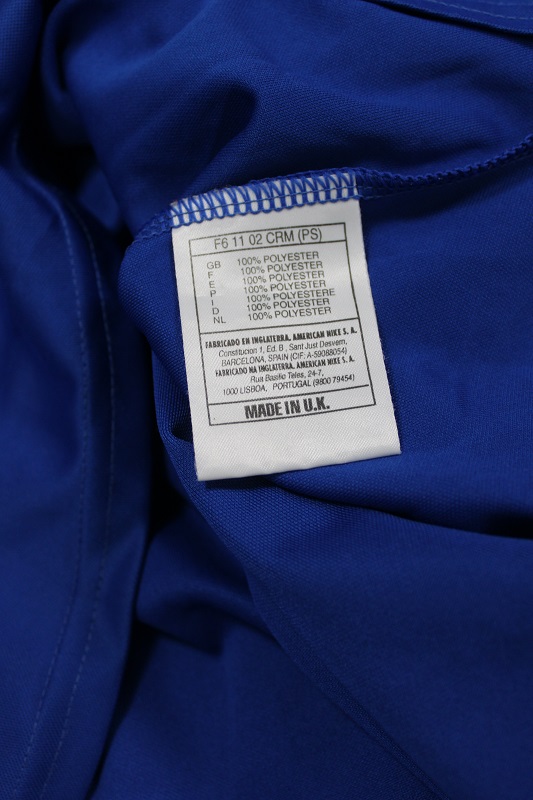 F6 11 02 CRM (PS)
GB 100% POLYESTER
F 100% POLYESTER
E 100% POLYESTER
P 100% POLYESTER
I 100% POLYESTERE
D 100% POLYESTER
NL 100% POLYESTER
FABRICADO EN INGLATERRA. AMERICAN NIKE S. A.
Constitucion 1, Ed. B., Sant Just Desvern,
BARCELONA, SPAIN (CIF: A-59088054)
FABRICADO NA INGLATERRA. AMERICAN NIKE S. A.
Rua Basilio Teles, 24-7,
1000 LISBOA, PORTUGAL (9800 79454)
MADE IN U.K.